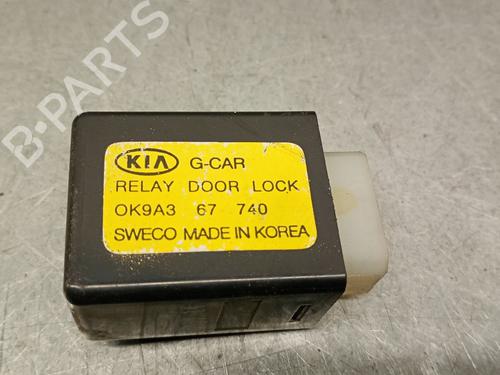 B-PARTS
KIA G-CAR
RELAY DOOR LOCK
OK9A3 67 740
SWECO MADE IN KOREA